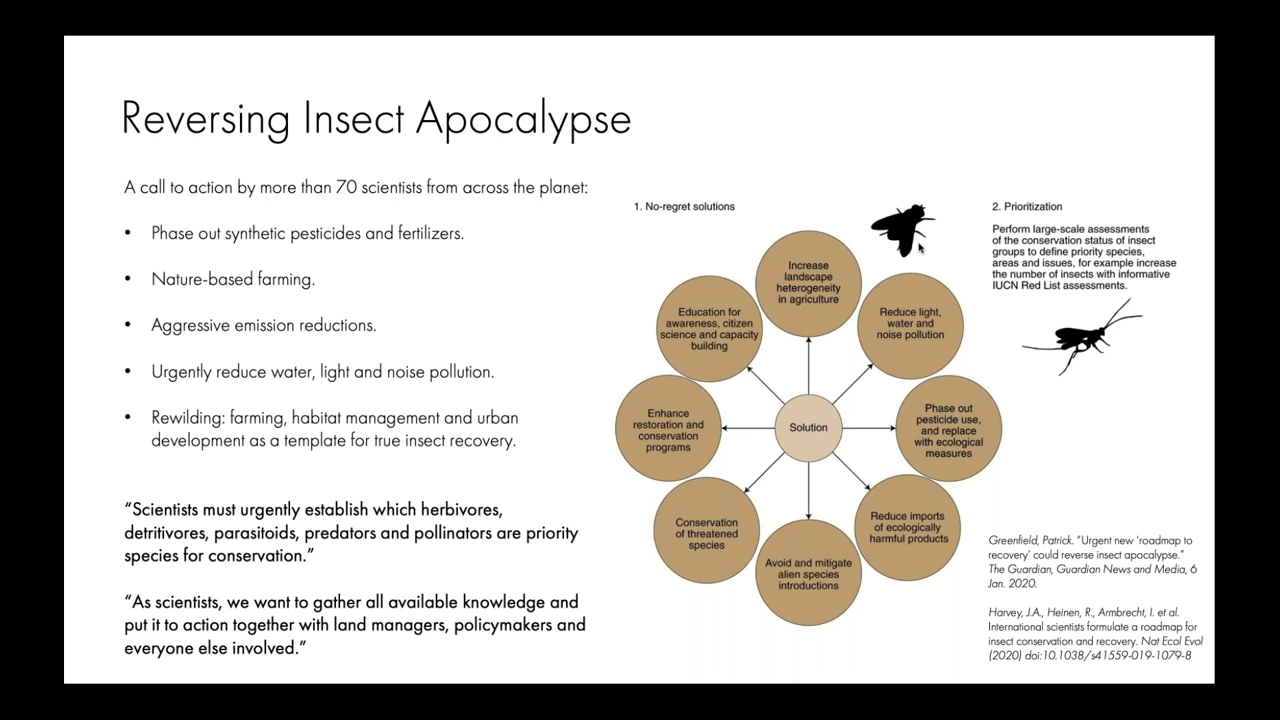 Reversing Insect Apocalypse
A call to action by more than 70 scientists from across the planet:
• Phase out synthetic pesticides and fertilizers.
• Nature-based farming.
• Aggressive emission reductions.
• Urgently reduce water, light and noise pollution.
• Rewilding: farming, habitat management and urban
development as a template for true insect recovery.
“Scientists must urgently establish which herbivores,
detritivores, parasitoids, predators and pollinators are priority
species for conservation.”
“As scientists, we want to gather all available knowledge and
put it to action together with land managers, policymakers and
everyone else involved.”
1. No-regret solutions
Increase
landscape
heterogeneity
in agriculture
Reduce light,
water and
noise pollution
Phase out
pesticide use,
and replace
with ecological
measures
Reduce imports
of ecologically
harmful products
Avoid and mitigate
alien species
introductions
Conservation
of threatened
species
Enhance
restoration and
conservation
programs
Education for
awareness, citizen
science and capacity
building
Solution
2. Prioritization
Perform large-scale assessments
of the conservation status of insect
groups to define priority species,
areas and issues, for example increase
the number of insects with informative
IUCN Red List assessments.
Greenfield, Patrick. “Urgent new ‘roadmap to
recovery’ could reverse insect apocalypse.”
The Guardian, Guardian News and Media, 6
Jan. 2020.
Harvey, J.A., Heinen, R., Armbrecht, I. et al.
International scientists formulate a roadmap for
insect conservation and recovery. Nat Ecol Evol
(2020) doi:10.1038/s41559-019-1079-8